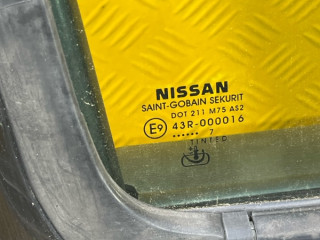 NISSAN
SAINT-GOBAIN SEKURIT
DOT 211 M75 AS2
E9 43R-000016
•••••• 7
TINTED